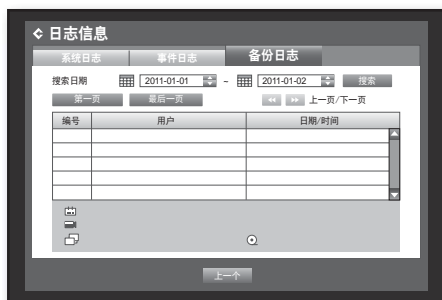 日志信息
系统日志 事件日志 备份日志
搜索日期 2011-01-01 ~ 2011-01-02 搜索
第一页 最后一页 上一页/下一页
编号 用户 日期/时间
上一个